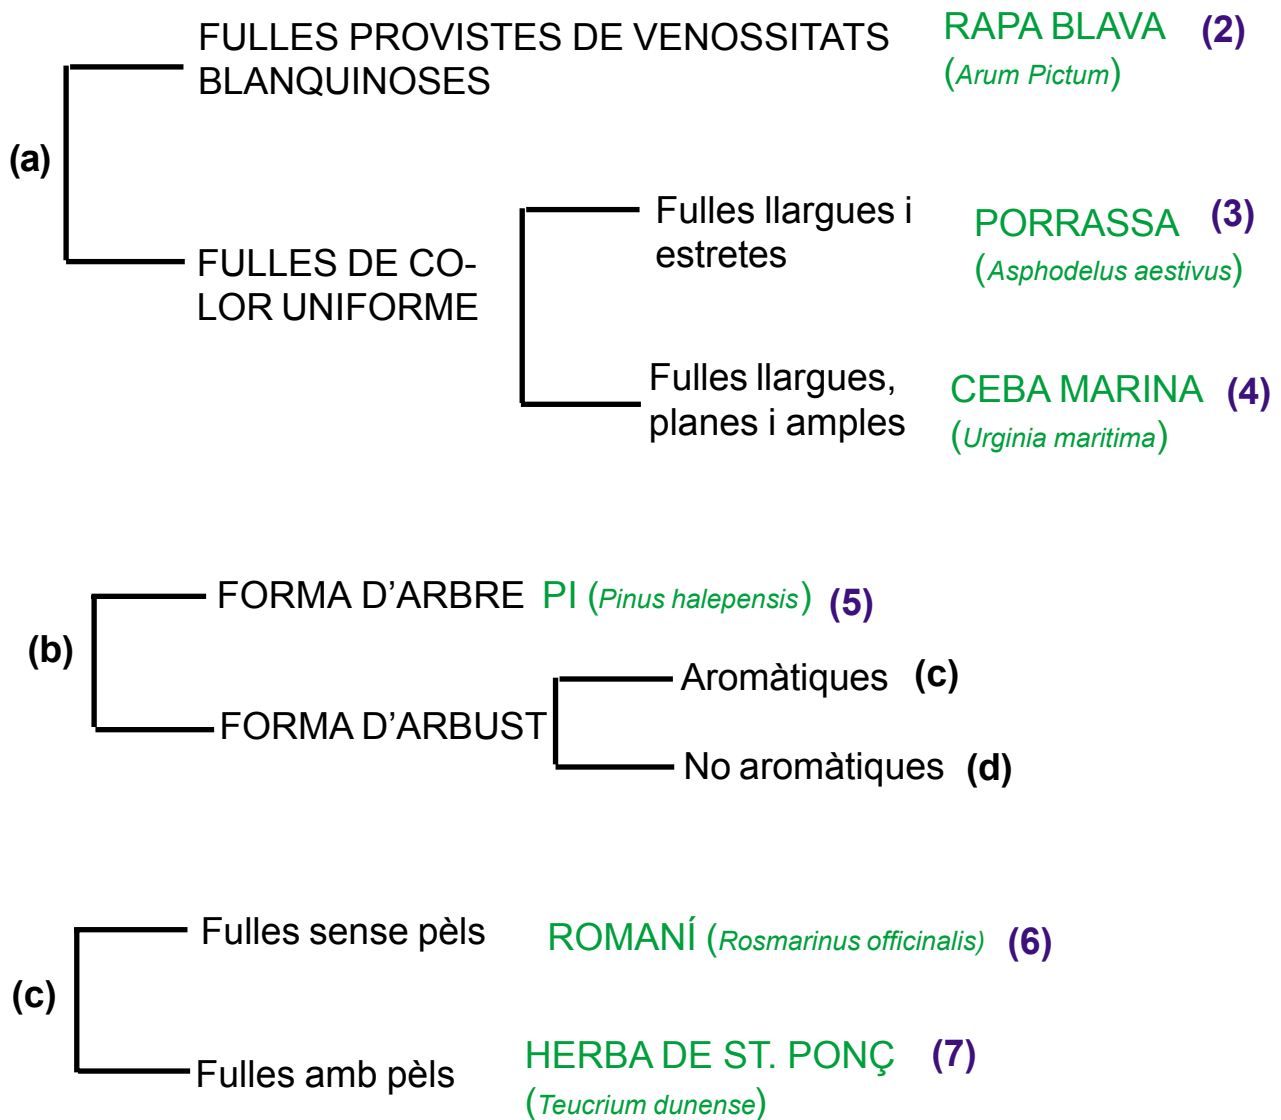 FULLES PROVISTES DE VENOSSITATS
BLANQUINOSES
RAPA BLAVA (2)
(Arum Pictum)
(a)
FULLES DE CO-
LOR UNIFORME
Fulles llargues i
estretes
PORRASSA (3)
(Asphodelus aestivus)
Fulles llargues,
planes i amples
CEBA MARINA (4)
(Urginia maritima)
(b)
FORMA D'ARBRE PI (Pinus halepensis) (5)
FORMA D'ARBUST
Aromàtiques (c)
No aromàtiques (d)
(c)
Fulles sense pèls ROMANÍ (Rosmarinus officinalis) (6)
Fulles amb pèls
HERBA DE ST. PONÇ (7)
(Teucrium dunense)